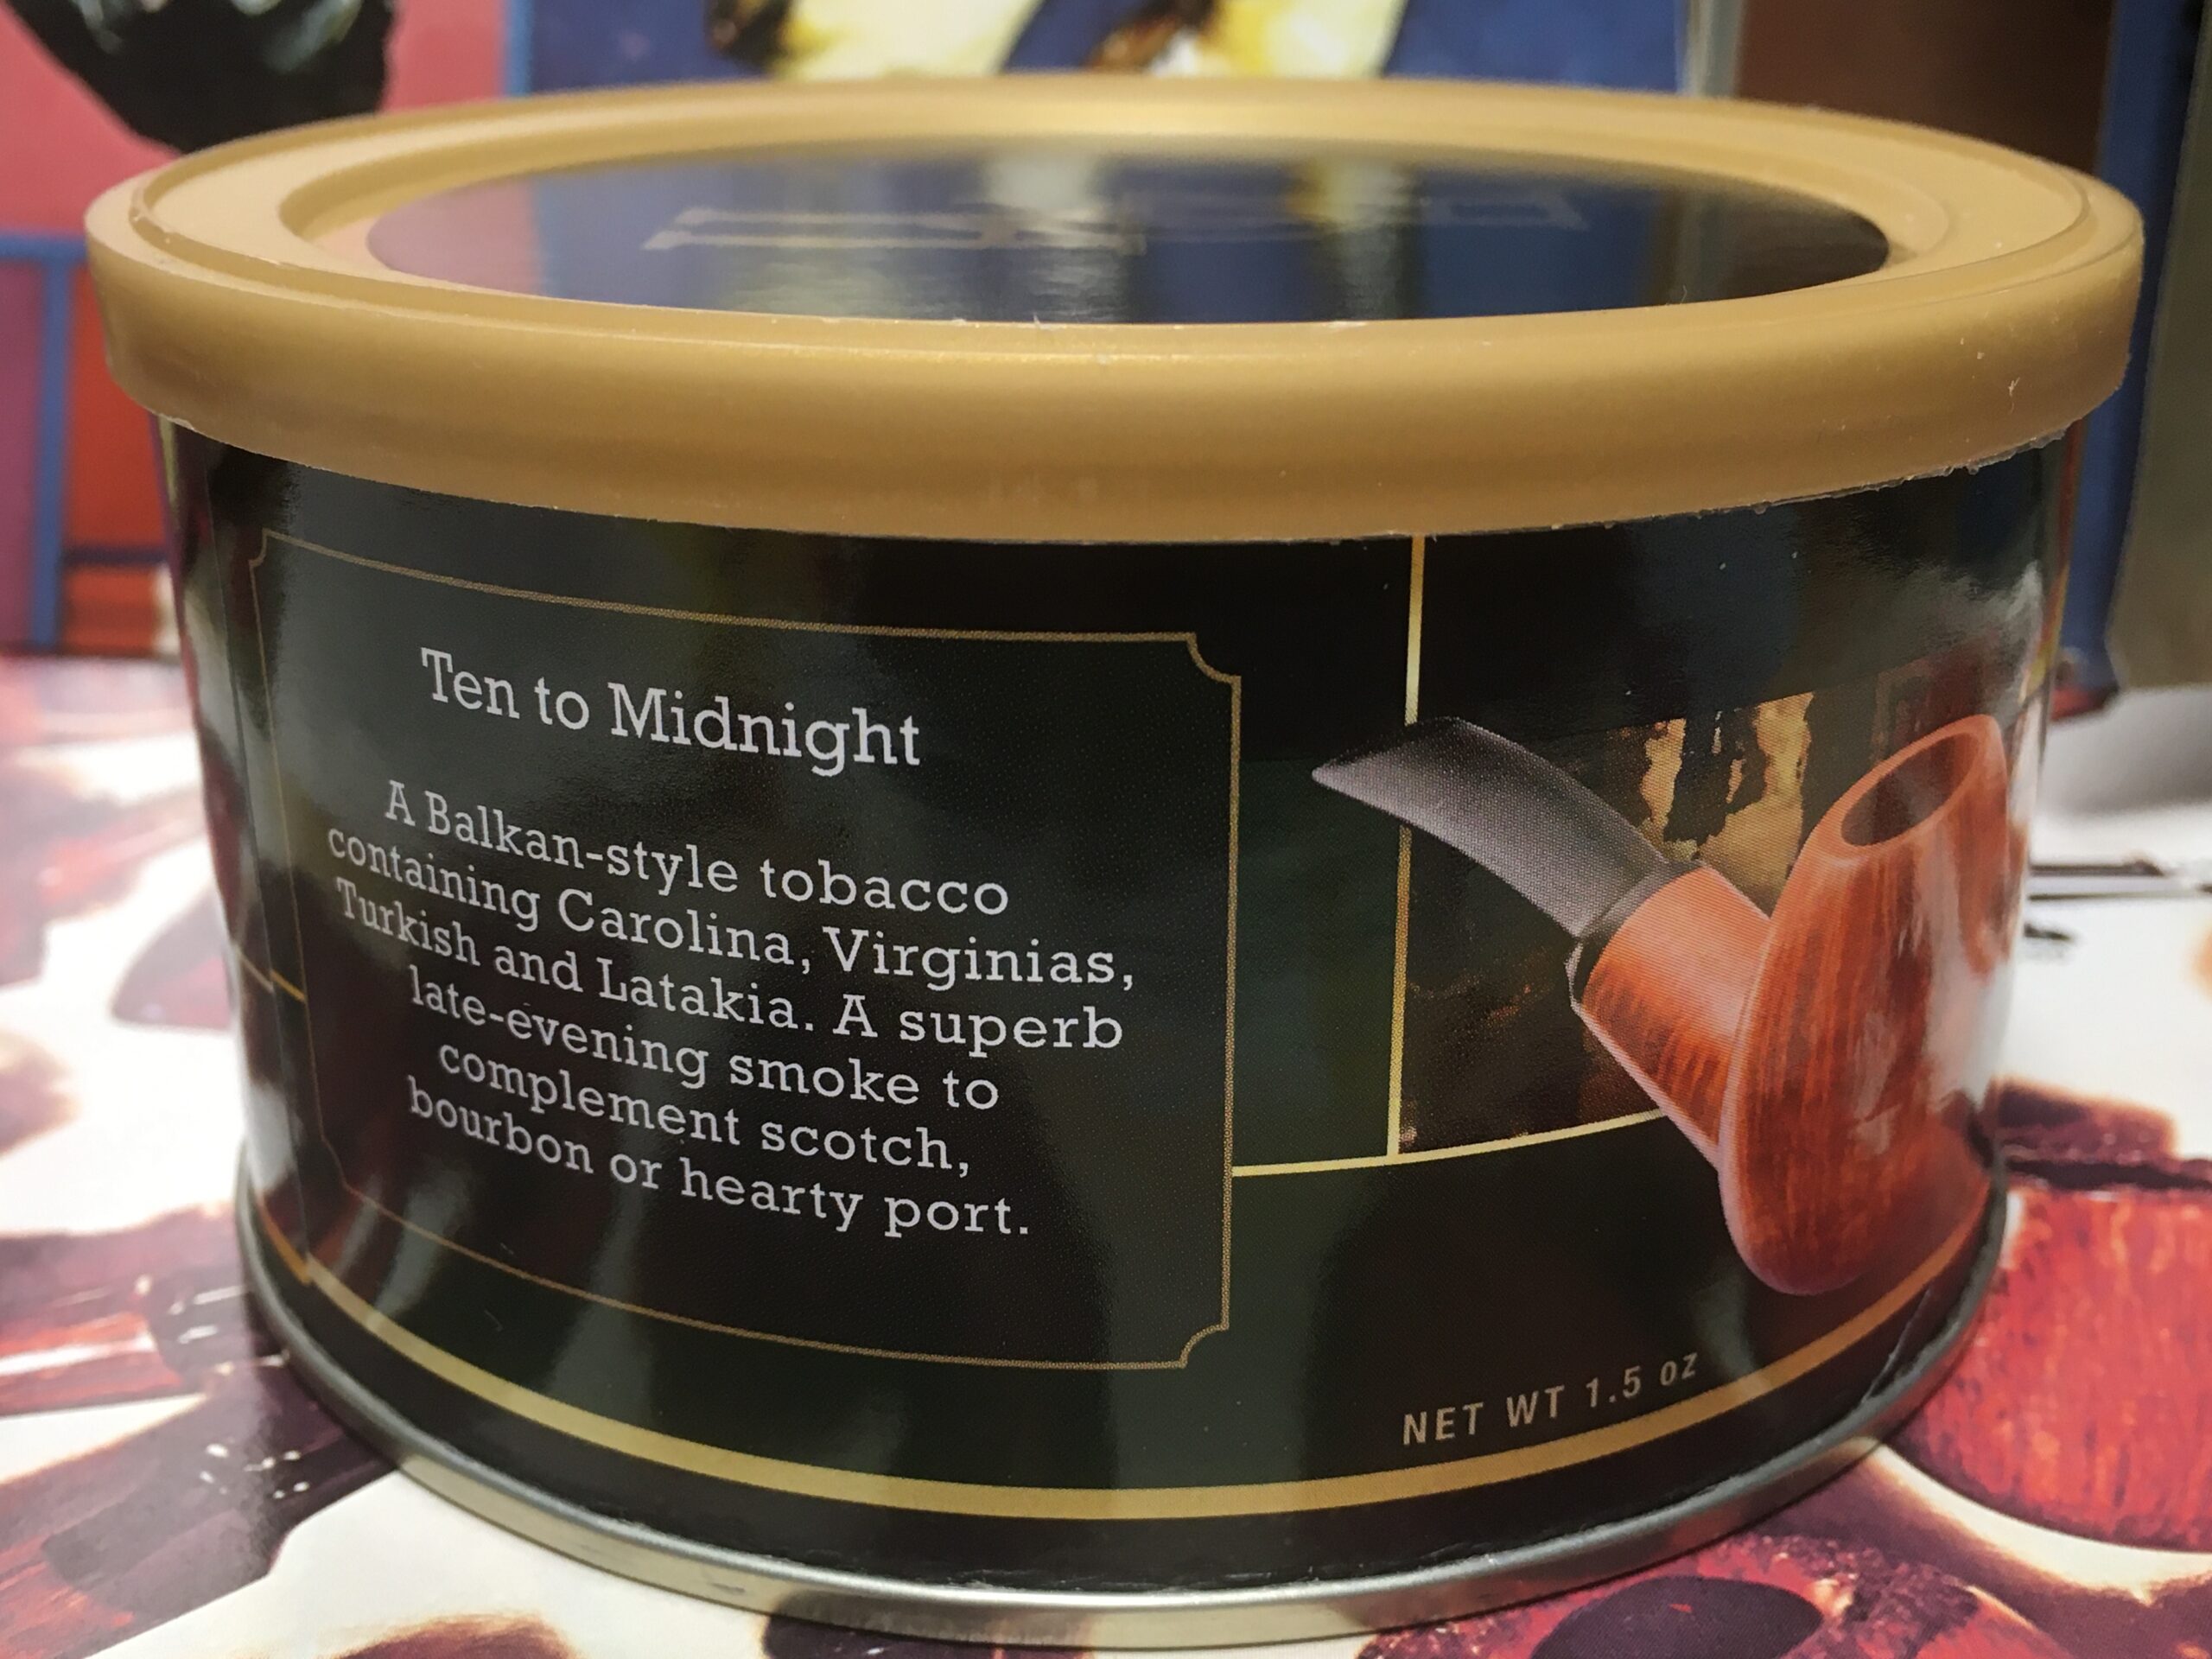 Ten to Midnight
A Balkan-style tobacco
containing Carolina, Virginias,
Turkish and Latakia. A superb
late-evening smoke to
complement scotch,
bourbon or hearty port.
NET WT 1.5 oz